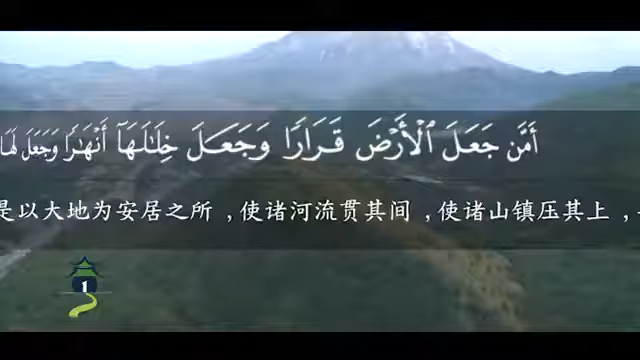 أَمَّن جَعَلَ ٱلْأَرْضَ قَرَارًا وَجَعَلَ خِلَٰلَهَآ أَنْهَٰرًا وَجَعَلَ لَهَا
是以大地为安居之所 ,使诸河流贯其间 ,使诸山镇压其上 ,
1